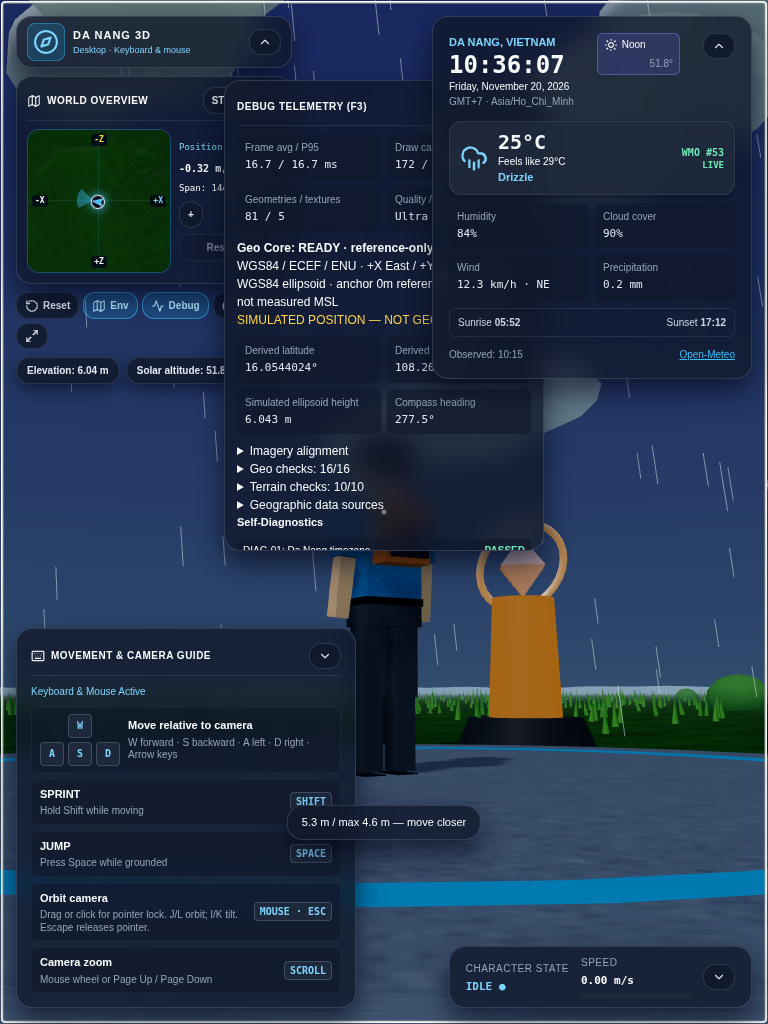 DA NANG 3D
Desktop · Keyboard & mouse
WORLD OVERVIEW
-Z
-X
+X
+Z
Position
-0.32 m,
+
Reset
Env
Debug
Elevation: 6.04 m
Solar altitude: 51.8
DEBUG TELEMETRY (F3)
Frame avg / P95
16.7 / 16.7 ms
172 /
Geometries / textures
81 / 5
Quality /
Ultra
Geo Core: READY · reference-only
WGS84 / ECEF / ENU · +X East / +Y
WGS84 ellipsoid · anchor 0m
not measured MSL
SIMULATED POSITION — NOT
Derived latitude
16.0544024°
Derived
108.20
Simulated ellipsoid height
6.043 m
Compass heading
277.5°
Imagery alignment
Geo checks: 16/16
Terrain checks: 10/10
Geographic data sources
Self-Diagnostics
DIAG-01: Da Nang timezone
PASSED
DA NANG, VIETNAM
10:36:07
Friday, November 20, 2026
GMT+7 · Asia/Ho_Chi_Minh
Noon
51.8°
25°C
Feels like 29°C
Drizzle
WMO #53
LIVE
Humidity
84%
Cloud cover
90%
Wind
12.3 km/h · NE
Precipitation
0.2 mm
Sunrise 05:52
Sunset 17:12
Observed: 10:15
Open-Meteo
MOVEMENT & CAMERA GUIDE
Keyboard & Mouse Active
W
A S D
Move relative to camera
W forward · S backward · A left · D right ·
Arrow keys
SPRINT
Hold Shift while moving
SHIFT
JUMP
Press Space while grounded
SPACE
Orbit camera
Drag or click for pointer lock. J/L orbit; I/K tilt.
Escape releases pointer.
MOUSE · ESC
Camera zoom
Mouse wheel or Page Up / Page Down
SCROLL
5.3 m / max 4.6 m — move closer
CHARACTER STATE
IDLE
SPEED
0.00 m/s